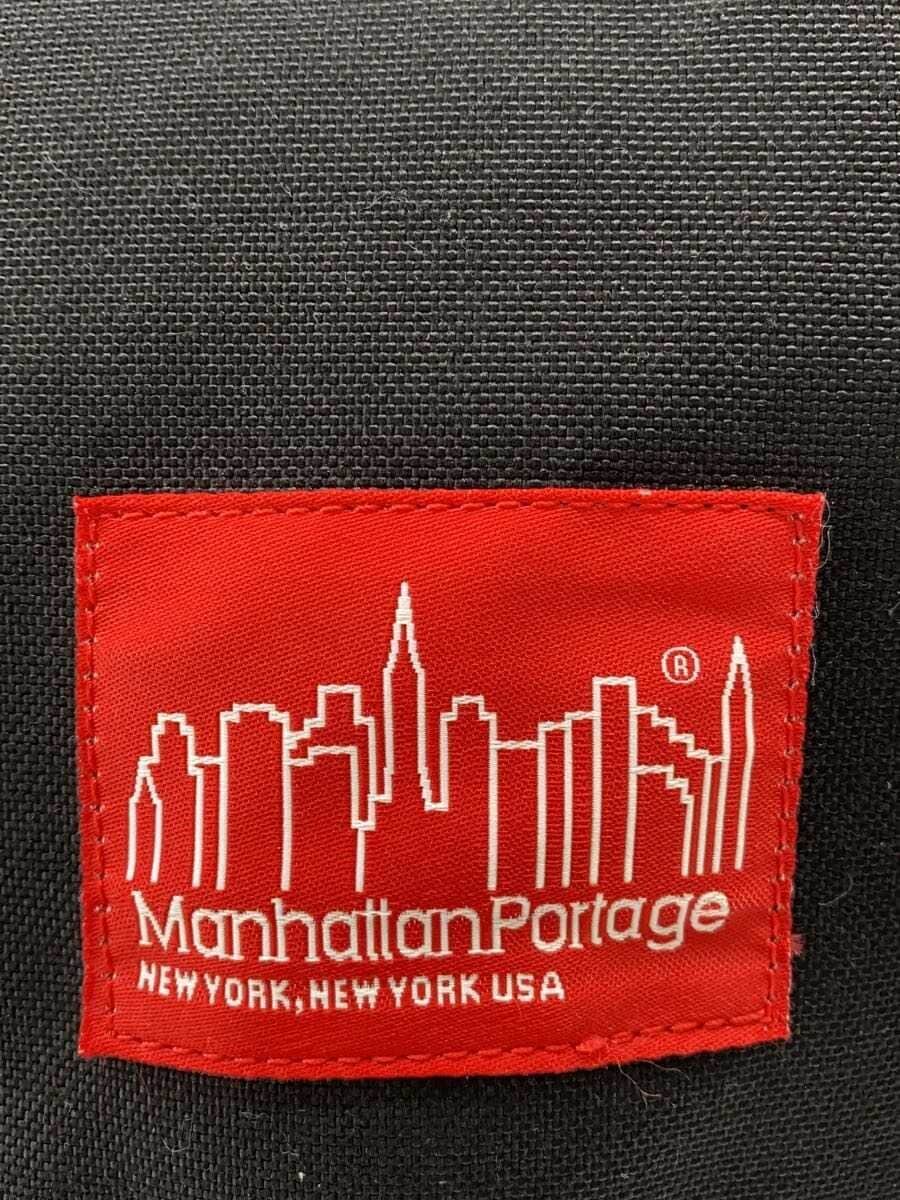 ®
ManhattanPortage
NEW YORK, NEW YORK USA